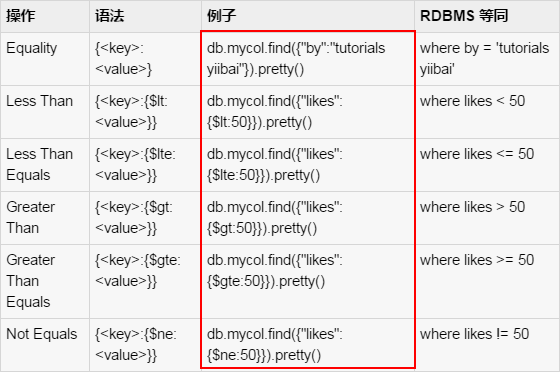 操作 语法 例子 RDBMS 等同
Equality {<key>: db.mycol.find({"by":"tutorials where by = 'tutorials
<value>} yiibai"}).pretty() yiibai'
Less Than {<key>:{$lt: db.mycol.find({"likes": where likes < 50
<value>}} {$lt:50}}).pretty()
Less Than {<key>:{$lte: db.mycol.find({"likes": where likes <= 50
Equals <value>}} {$lte:50}}).pretty()
Greater {<key>:{$gt: db.mycol.find({"likes": where likes > 50
Than <value>}} {$gt:50}}).pretty()
Greater {<key>:{$gte: db.mycol.find({"likes": where likes >= 50
Than <value>}} {$gte:50}}).pretty()
Equals
Not Equals {<key>:{$ne: db.mycol.find({"likes": where likes != 50
<value>}} {$ne:50}}).pretty()